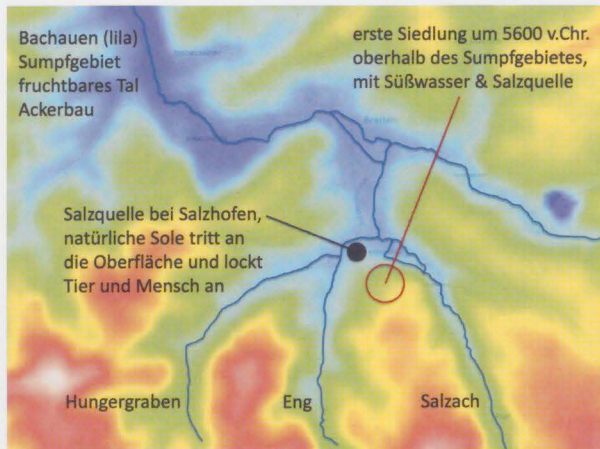 Bachauen (lila)
Sumpfgebiet
fruchtbares Tal
Ackerbau
erste Siedlung um 5600 v.Chr.
oberhalb des Sumpfgebietes,
mit Süßwasser & Salzquelle
Salzquelle bei Salzhofen,
natürliche Sole tritt an
die Oberfläche und lockt
Tier und Mensch an
Hungergraben
Eng
Salzach